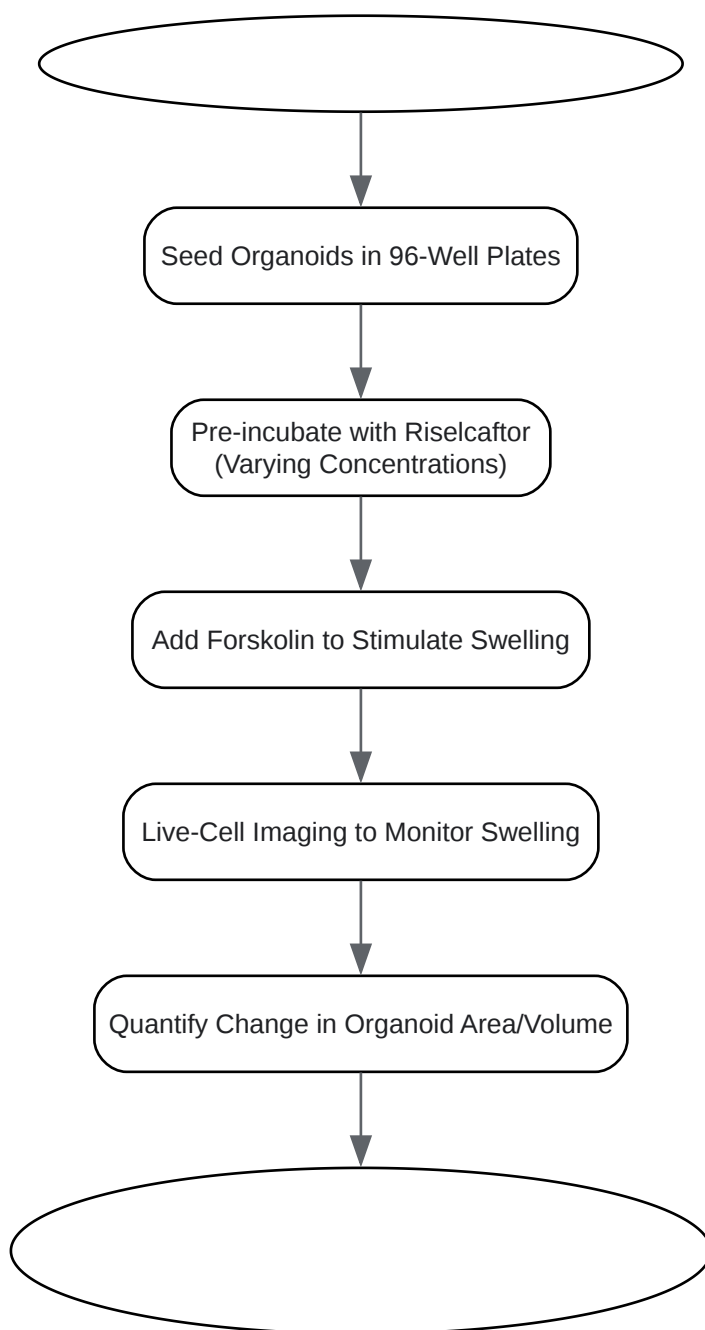 Seed Organoids in 96-Well Plates
Pre-incubate with Riselcaftor
(Varying Concentrations)
Add Forskolin to Stimulate Swelling
Live-Cell Imaging to Monitor Swelling
Quantify Change in Organoid Area/Volume